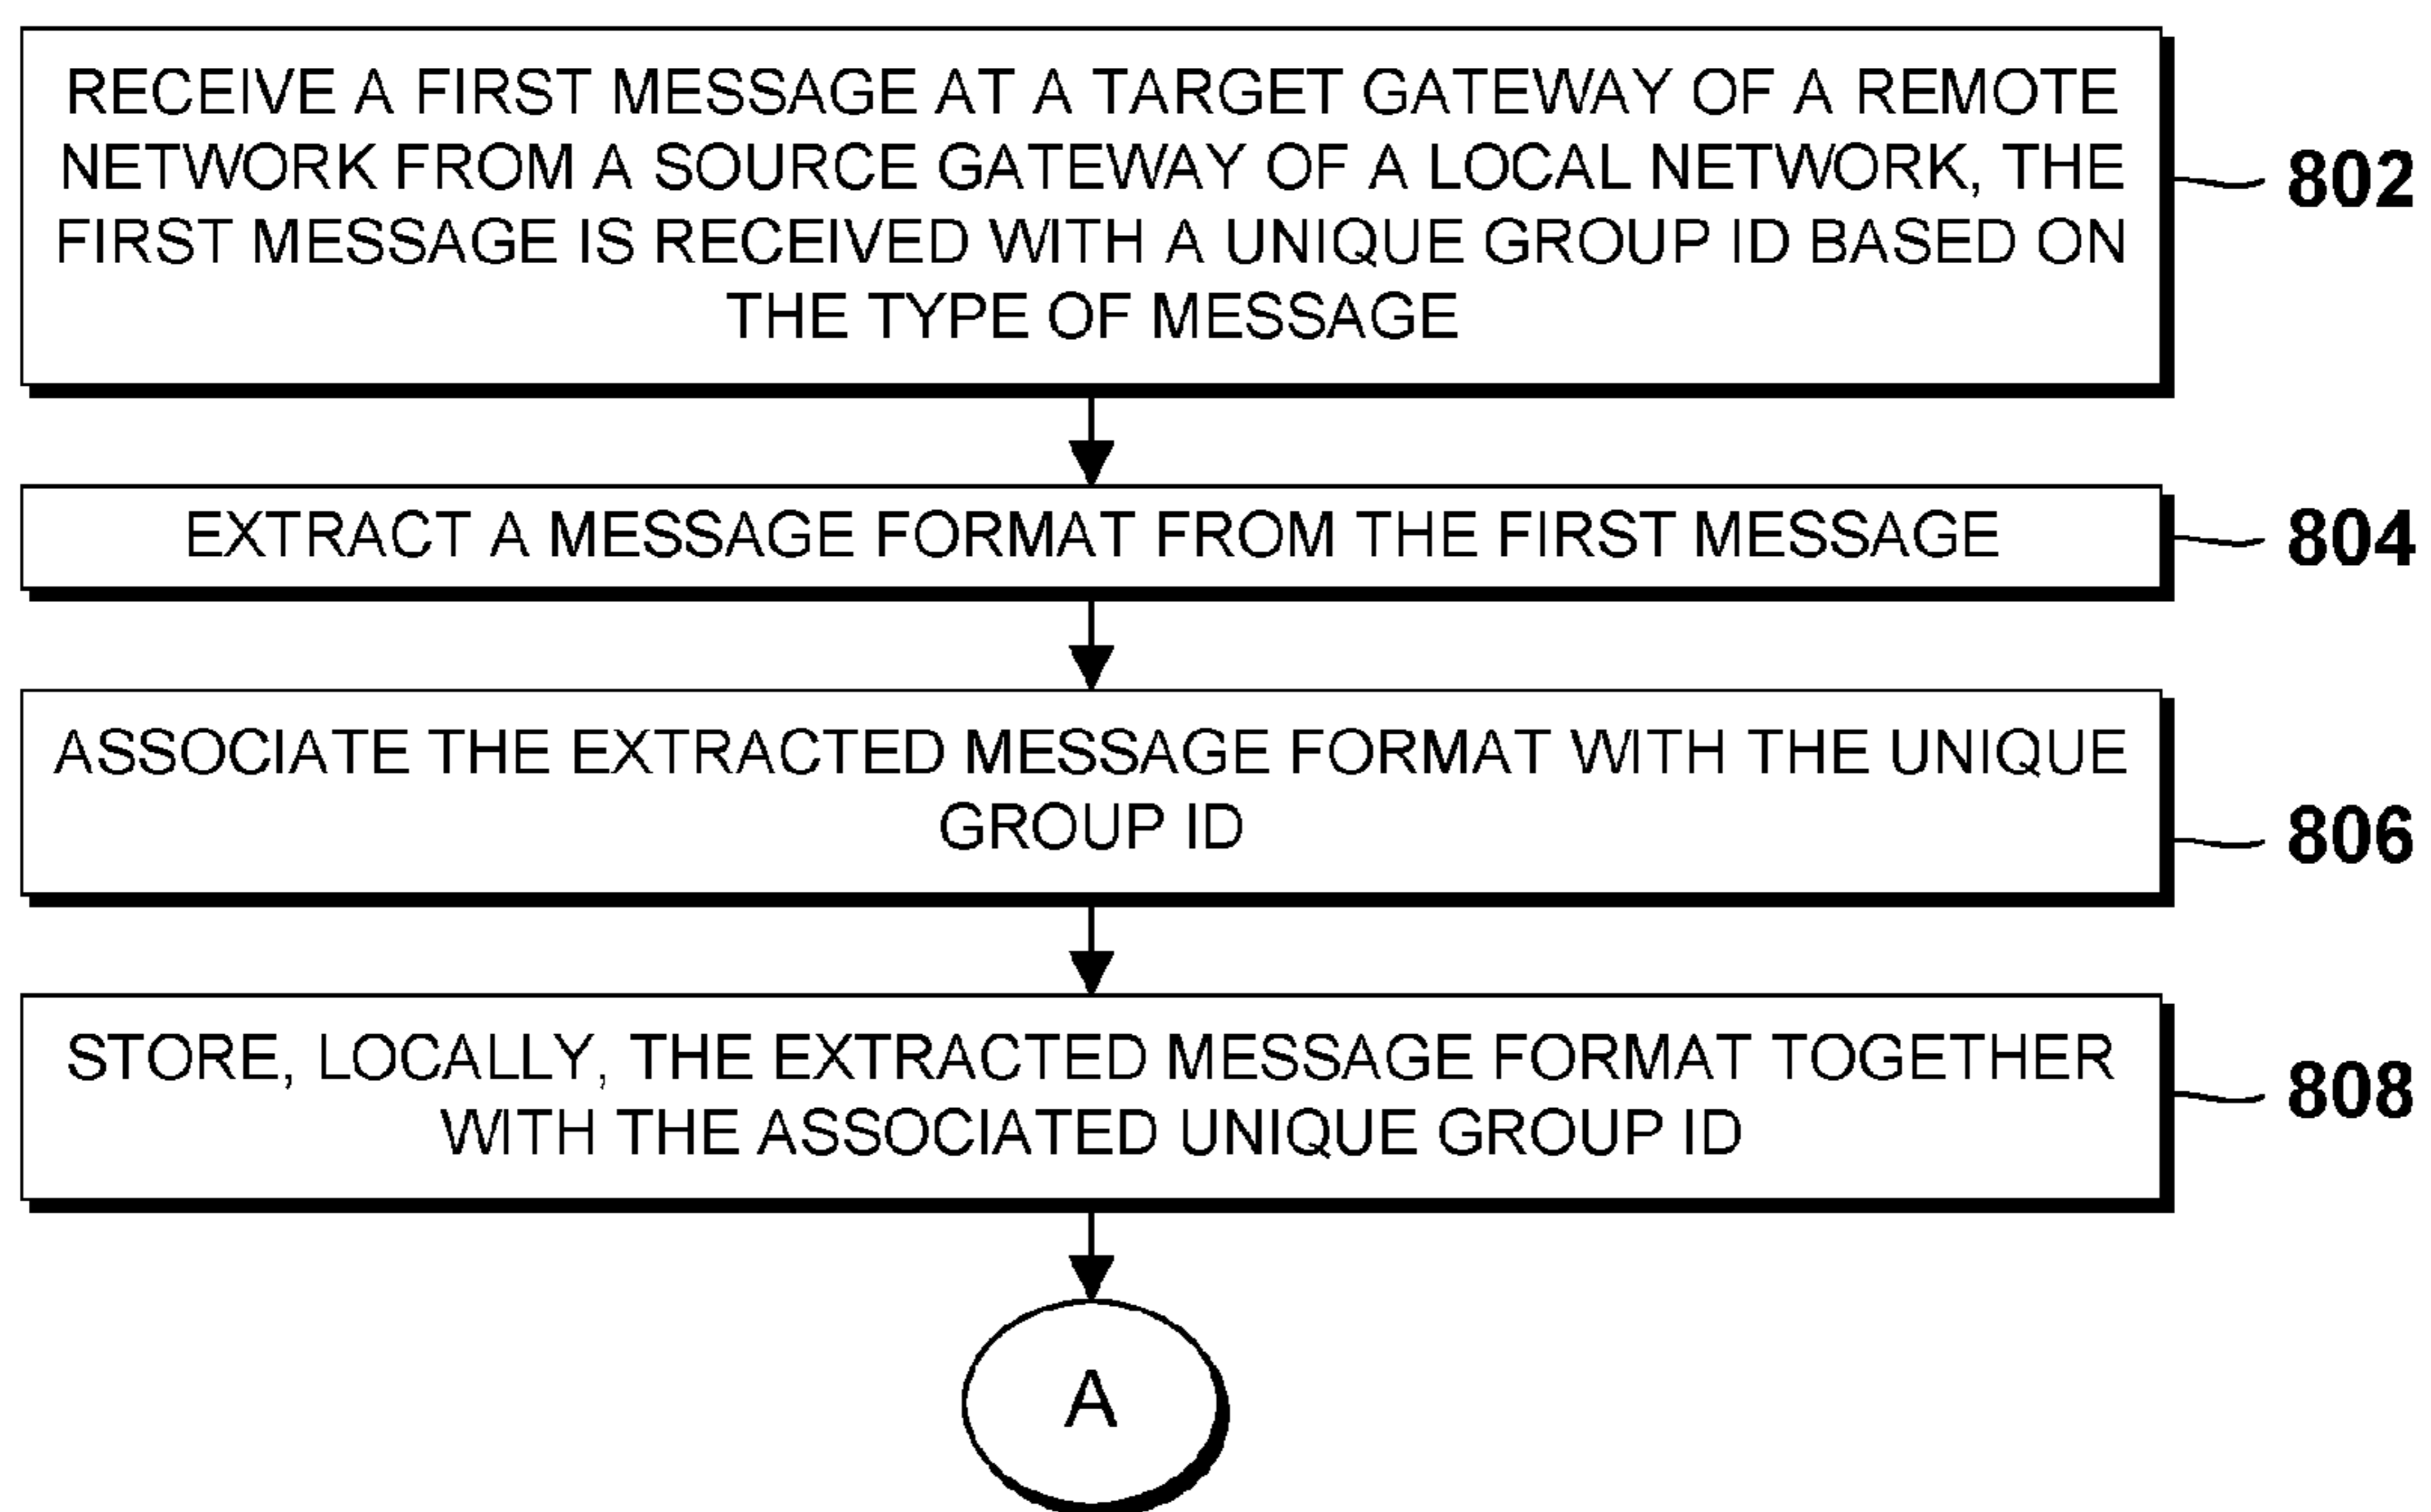 RECEIVE A FIRST MESSAGE AT A TARGET GATEWAY OF A REMOTE
NETWORK FROM A SOURCE GATEWAY OF A LOCAL NETWORK, THE
FIRST MESSAGE IS RECEIVED WITH A UNIQUE GROUP ID BASED ON
THE TYPE OF MESSAGE
802
EXTRACT A MESSAGE FORMAT FROM THE FIRST MESSAGE
804
ASSOCIATE THE EXTRACTED MESSAGE FORMAT WITH THE UNIQUE
GROUP ID
806
STORE, LOCALLY, THE EXTRACTED MESSAGE FORMAT TOGETHER
WITH THE ASSOCIATED UNIQUE GROUP ID
808
A